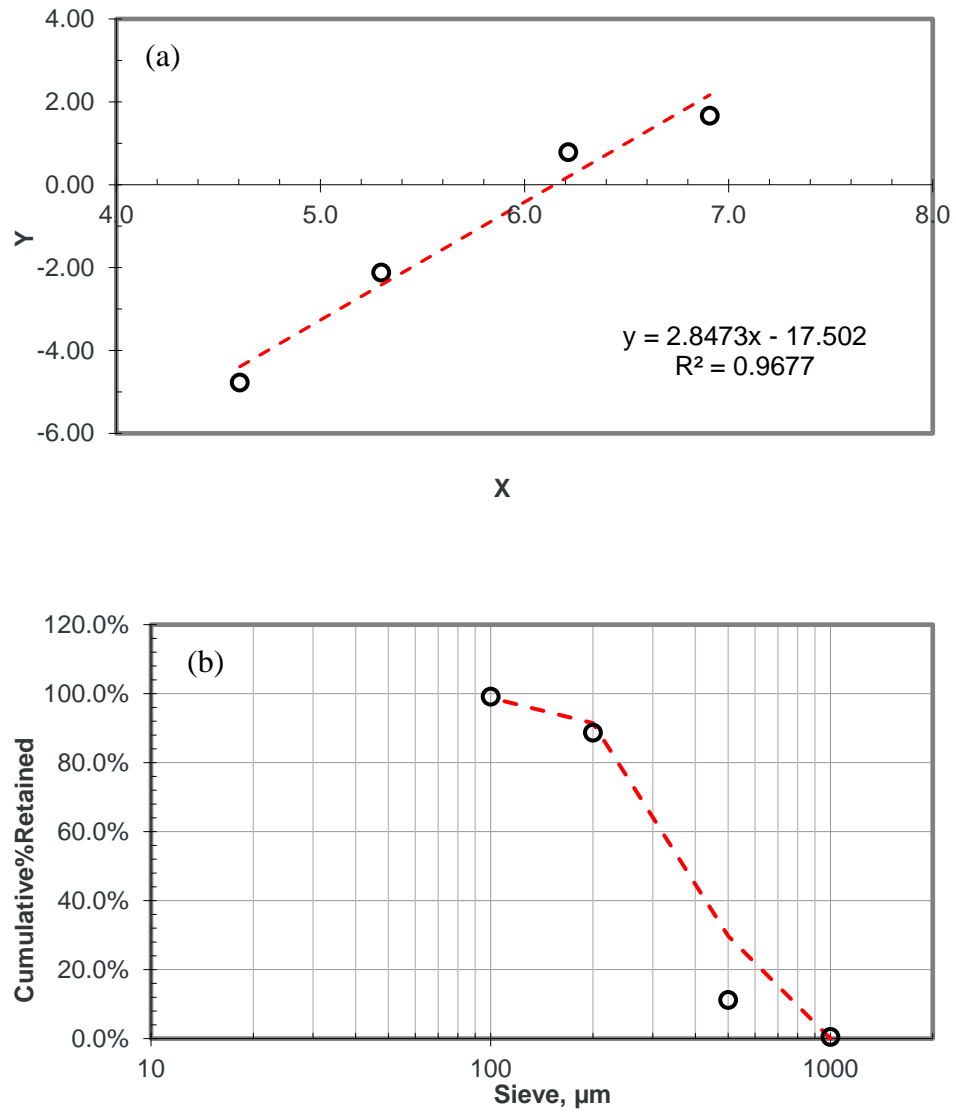 4.00
(a)
2.00
0.00
4.0 5.0 6.0 7.0 8.0
Y
-2.00
y = 2.8473x - 17.502
R² = 0.9677
-4.00
-6.00
X
120.0%
(b)
100.0%
80.0%
60.0%
40.0%
20.0%
0.0%
Cumulative%Retained
10 100 1000
Sieve, µm